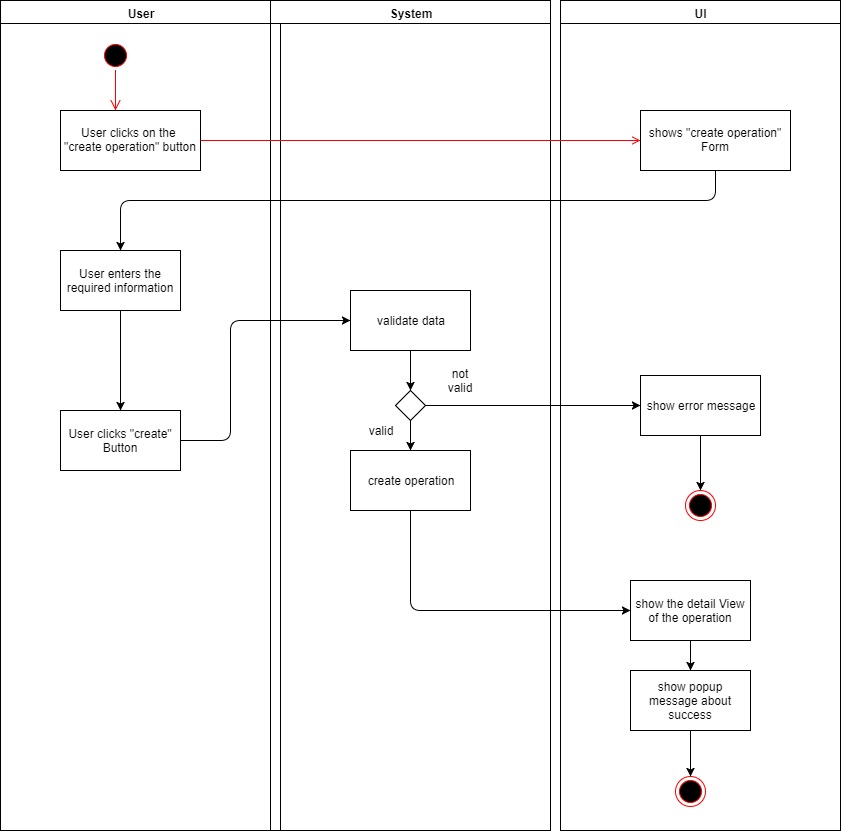 User
System
UI
User clicks on the
"create operation" button
shows "create operation"
Form
User enters the
required information
validate data
not
valid
show error message
valid
User clicks "create"
Button
create operation
show the detail View
of the operation
show popup
message about
success